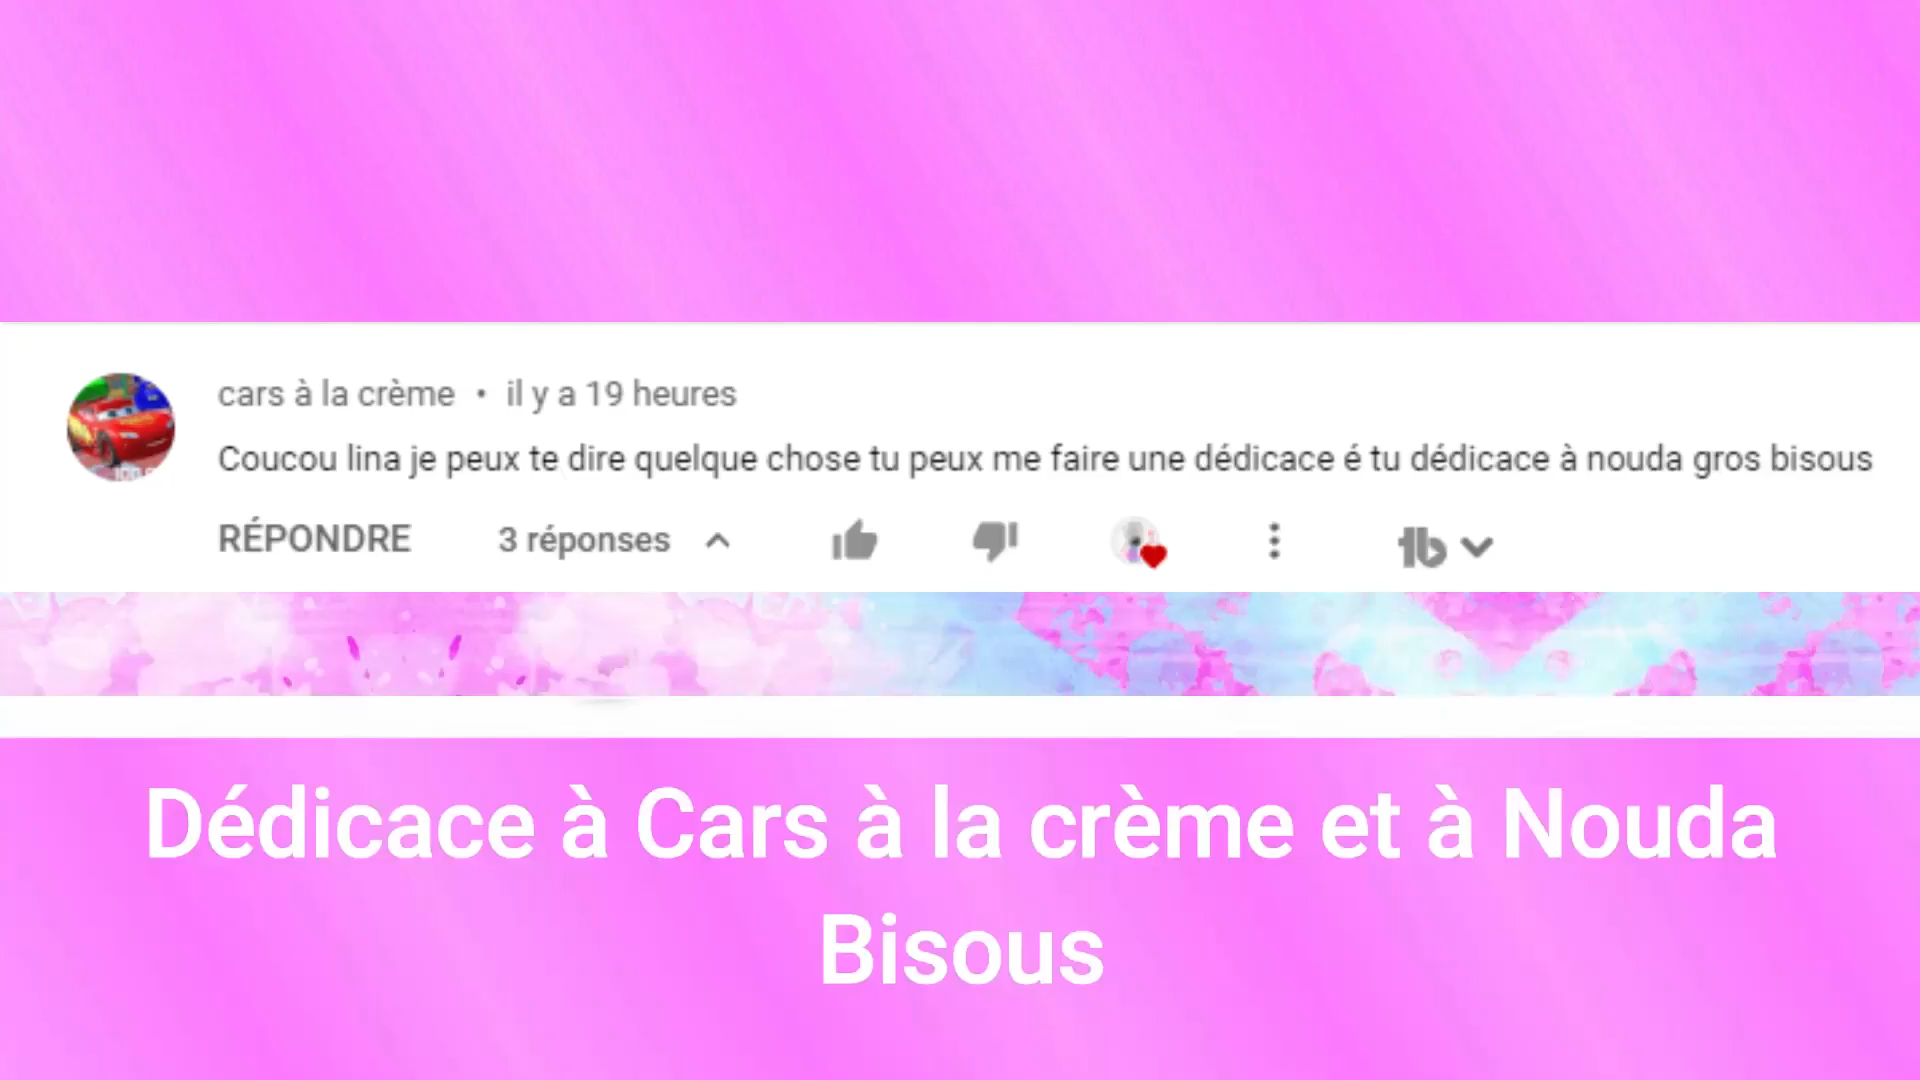 cars à la crème • il y a 19 heures
Coucou lina je peux te dire quelque chose tu peux me faire une dédicace é tu dédicace à nouda gros bisous
RÉPONDRE 3 réponses
Dédicace à Cars à la crème et à Nouda
Bisous